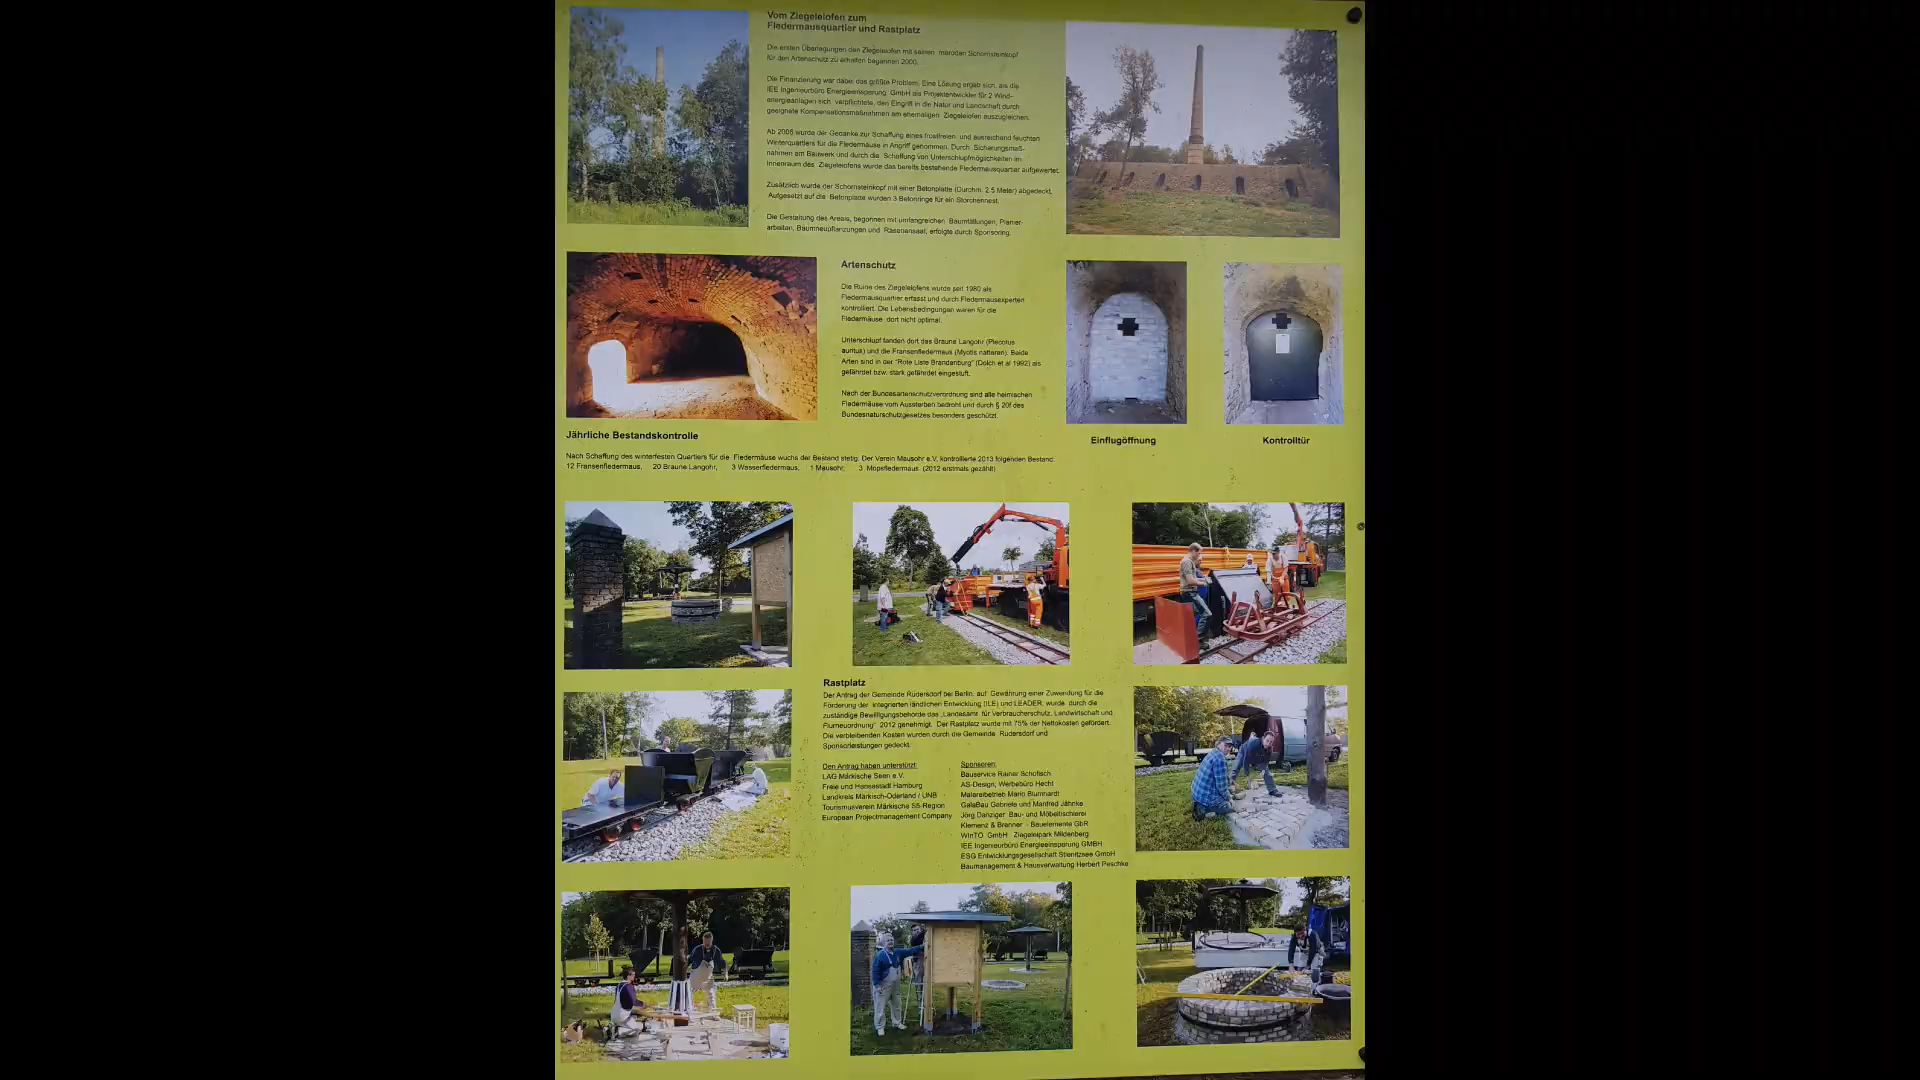 Vom Ziegeleiofen zum
Fledermausquartier und Rastplatz
Die ersten Überlegungen den Ziegeleiofen mit seinem maroden Schornsteinkopf
für den Artenschutz zu erhalten begannen 2000.
Die Finanzierung war dabei das größte Problem. Eine Lösung ergab sich, als die
IEE Ingenieurbüro Energieeinsparung GmbH als Projektentwickler für 2 Wind-
energieanlagen sich verpflichtete, den Eingriff in die Natur und Landschaft durch
geeignete Kompensationsmaßnahmen am ehemaligen Ziegeleiofen auszugleichen.
Ab 2006 wurde der Gedanke zur Schaffung eines frostfreien und ausreichend feuchten
Winterquartiers für die Fledermäuse in Angriff genommen. Durch Sicherungsmaß-
nahmen am Bauwerk und durch die Schaffung von Unterschlupfmöglichkeiten im
Innenraum des Ziegeleiofens wurde das bereits bestehende Fledermausquartier aufgewertet.
Zusätzlich wurde der Schornsteinkopf mit einer Betonplatte (Durchm. 2.5 Meter) abgedeckt.
Aufgesetzt auf die Betonplatte wurden 3 Betonringe für ein Storchennest.
Die Gestaltung des Areals, begonnen mit umfangreichen Baumfällungen, Planier-
arbeiten, Baumneupflanzungen und Rasenansaat, erfolgte durch Sponsoring.
Artenschutz
Die Ruine des Ziegeleiofens wurde seit 1980 als
Fledermausquartier erfasst und durch Fledermausexperten
kontrolliert. Die Lebensbedingungen waren für die
Fledermäuse dort nicht optimal.
Unterschlupf fanden dort das Braune Langohr (Plecotus
auritus) und die Fransenfledermaus (Myotis nattereri). Beide
Arten sind in der "Rote Liste Brandenburg" (Dolch et al 1992) als
gefährdet bzw. stark gefährdet eingestuft.
Nach der Bundesartenschutzverordnung sind alle heimischen
Fledermäuse vom Aussterben bedroht und durch § 20f des
Bundesnaturschutzgesetzes besonders geschützt.
Einflugöffnung
Kontrolltür
Jährliche Bestandskontrolle
Nach Schaffung des winterfesten Quartiers für die Fledermäuse wuchs der Bestand stetig. Der Verein Mausohr e.V. kontrollierte 2013 folgenden Bestand:
12 Fransenfledermaus, 20 Braune Langohr, 3 Wasserfledermaus, 1 Mausohr, 3 Mopsfledermaus (2012 erstmals gezählt)
Rastplatz
Der Antrag der Gemeinde Rüdersdorf bei Berlin, auf Gewährung einer Zuwendung für die
Förderung der integrierten ländlichen Entwicklung (ILE) und LEADER, wurde durch die
zuständige Bewilligungsbehörde das „Landesamt für Verbraucherschutz, Landwirtschaft und
Flurneuordnung" 2012 genehmigt. Der Rastplatz wurde mit 75% der Nettokosten gefördert.
Die verbleibenden Kosten wurden durch die Gemeinde Rüdersdorf und
Sponsorleistungen gedeckt.
Den Antrag haben unterstützt:
LAG Märkische Seen e.V.
Freie und Hansestadt Hamburg
Landkreis Märkisch-Oderland / UNB
Tourismusverein Märkische S5-Region
European Projectmanagement Company
Sponsoren:
Bauservice Rainer Schofisch
AS-Design, Werbebüro Hecht
Malereibetrieb Mario Blumhardt
GalaBau Gabriele und Manfred Jähnke
Jörg Danziger Bau- und Möbeltischlerei
Klemenz & Brenner - Bauelemente GbR
WInTO GmbH Ziegeleipark Mildenberg
IEE Ingenieurbüro Energieeinsparung GMBH
ESG Entwicklungsgesellschaft Stienitzsee GmbH
Baumanagement & Hausverwaltung Herbert Peschke